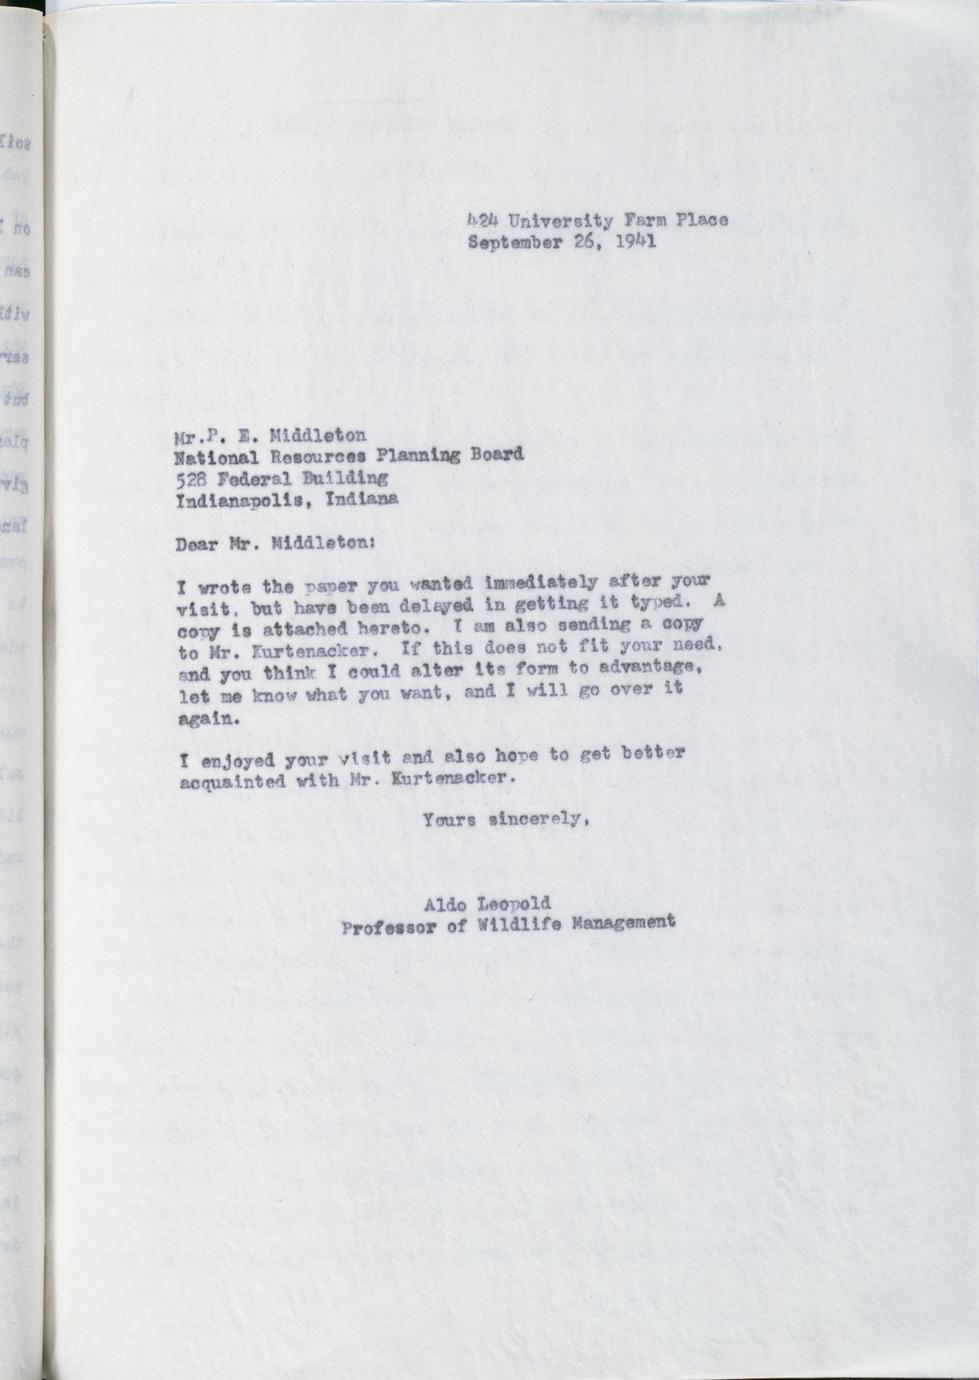 424 University Farm Place
September 26, 1941
Mr.P. E. Middleton
National Resources Planning Board
528 Federal Building
Indianapolis, Indiana
Dear Mr. Middleton:
I wrote the paper you wanted immediately after your
visit, but have been delayed in getting it typed. A
copy is attached hereto. I am also sending a copy
to Mr. Kurtenacker. If this does not fit your need,
and you think I could alter its form to advantage,
let me know what you want, and I will go over it
again.
I enjoyed your visit and also hope to get better
acquainted with Mr. Kurtenacker.
Yours sincerely,
Aldo Leopold
Professor of Wildlife Management